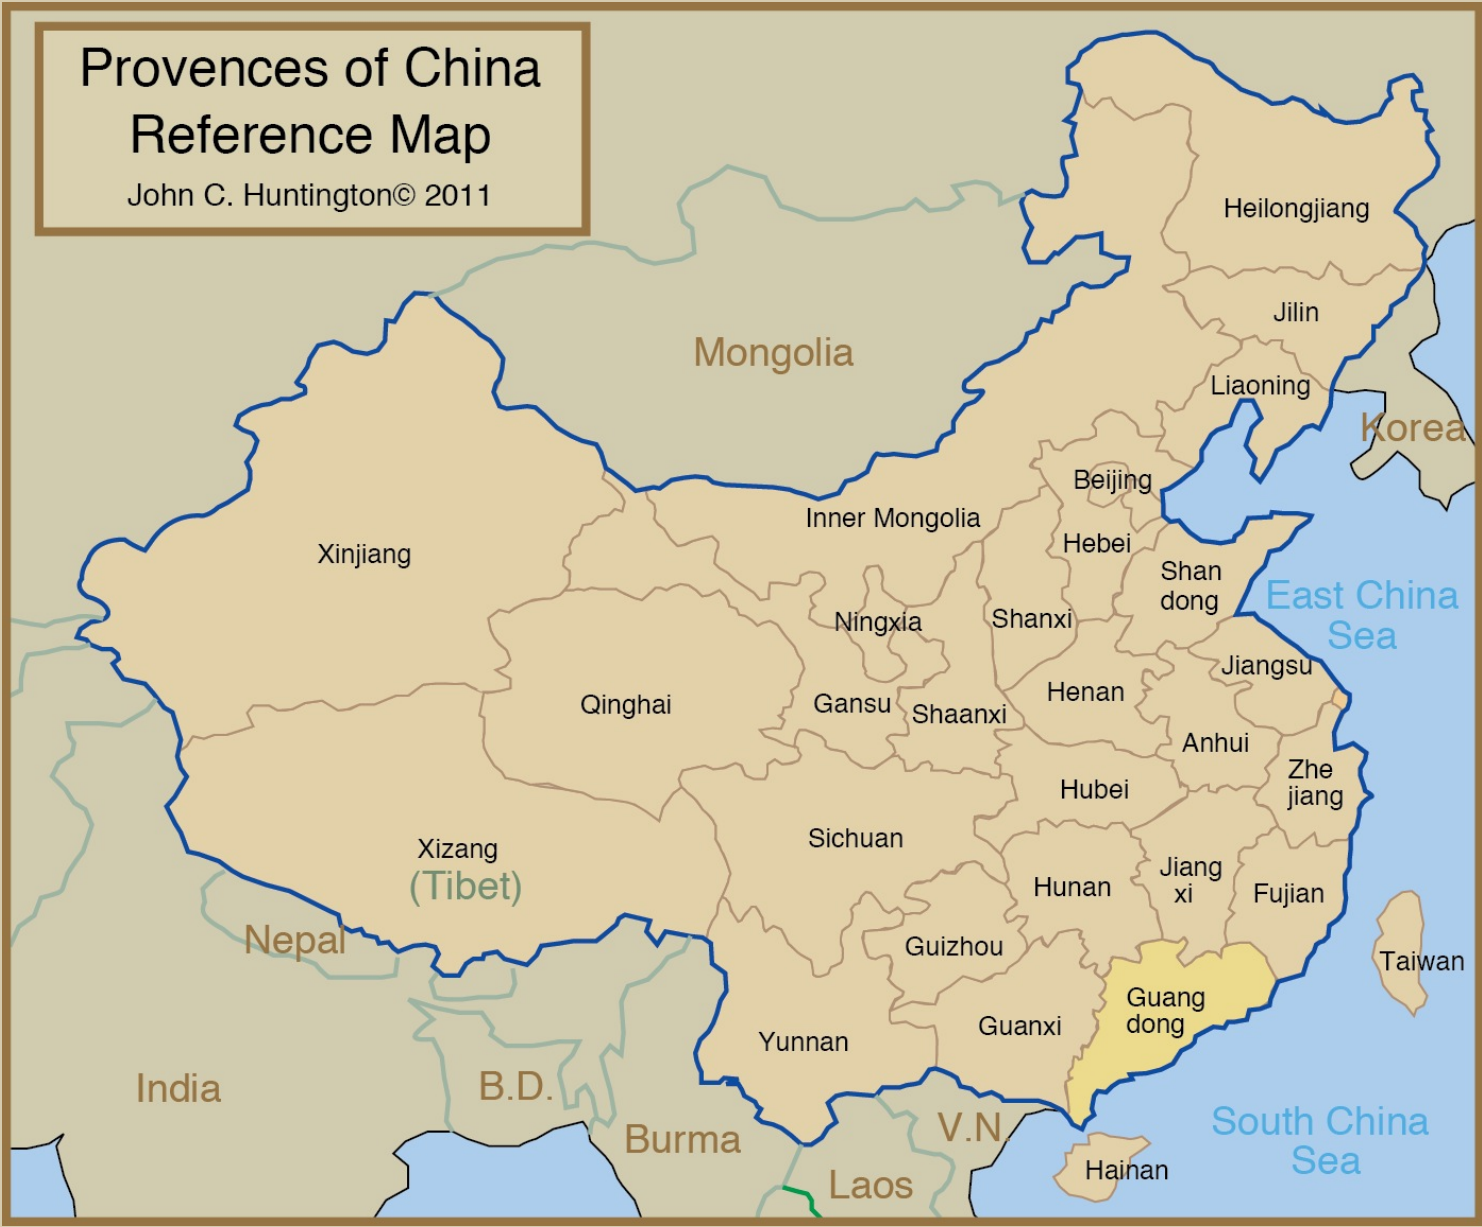 Provences of China
Reference Map
John C. Huntington© 2011
Heilongjiang
Jilin
Mongolia
Liaoning
Korea
Beijing
Inner Mongolia
Xinjiang
Hebei
Shan
dong
East China
Sea
Ningxia
Shanxi
Jiangsu
Qinghai
Gansu
Shaanxi
Henan
Anhui
Zhe
jiang
Hubei
Sichuan
Xizang
(Tibet)
Hunan
Jiang
xi
Fujian
Nepal
Guizhou
Taiwan
Guang
dong
Guanxi
Yunnan
India
B.D.
Burma
V.N.
South China
Sea
Laos
Hainan